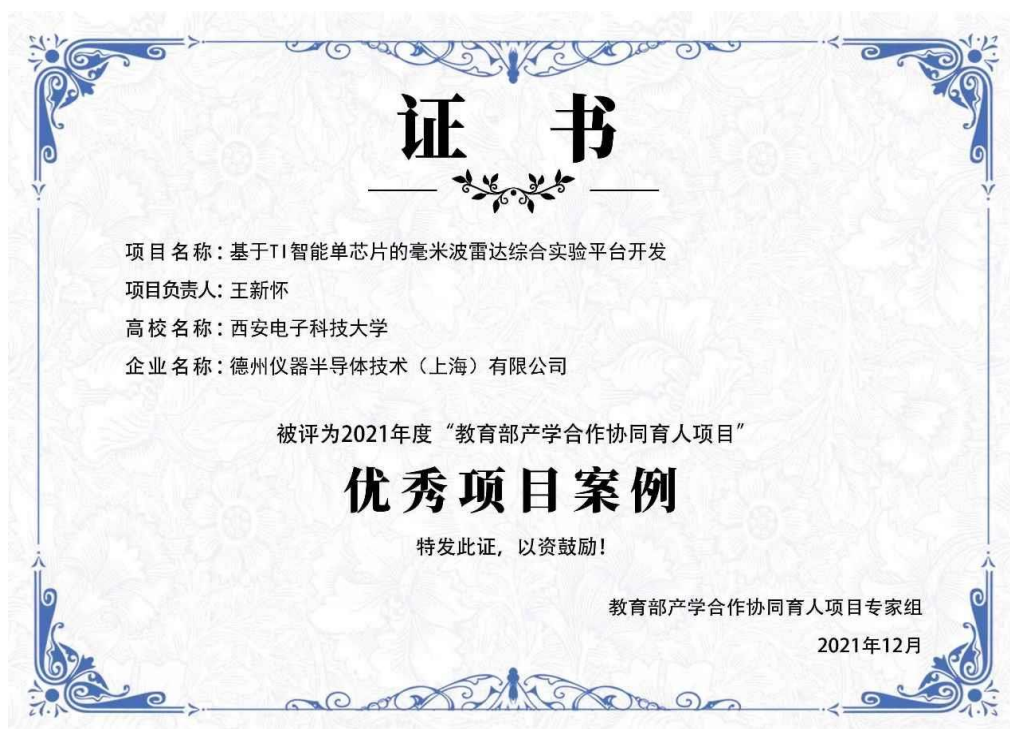 证 书
项目名称：基于TI智能单芯片的毫米波雷达综合实验平台开发
项目负责人：王新怀
高校名称：西安电子科技大学
企业名称：德州仪器半导体技术（上海）有限公司
被评为2021年度“教育部产学合作协同育人项目”
优秀项目案例
特发此证，以资鼓励！
教育部产学合作协同育人项目专家组
2021年12月